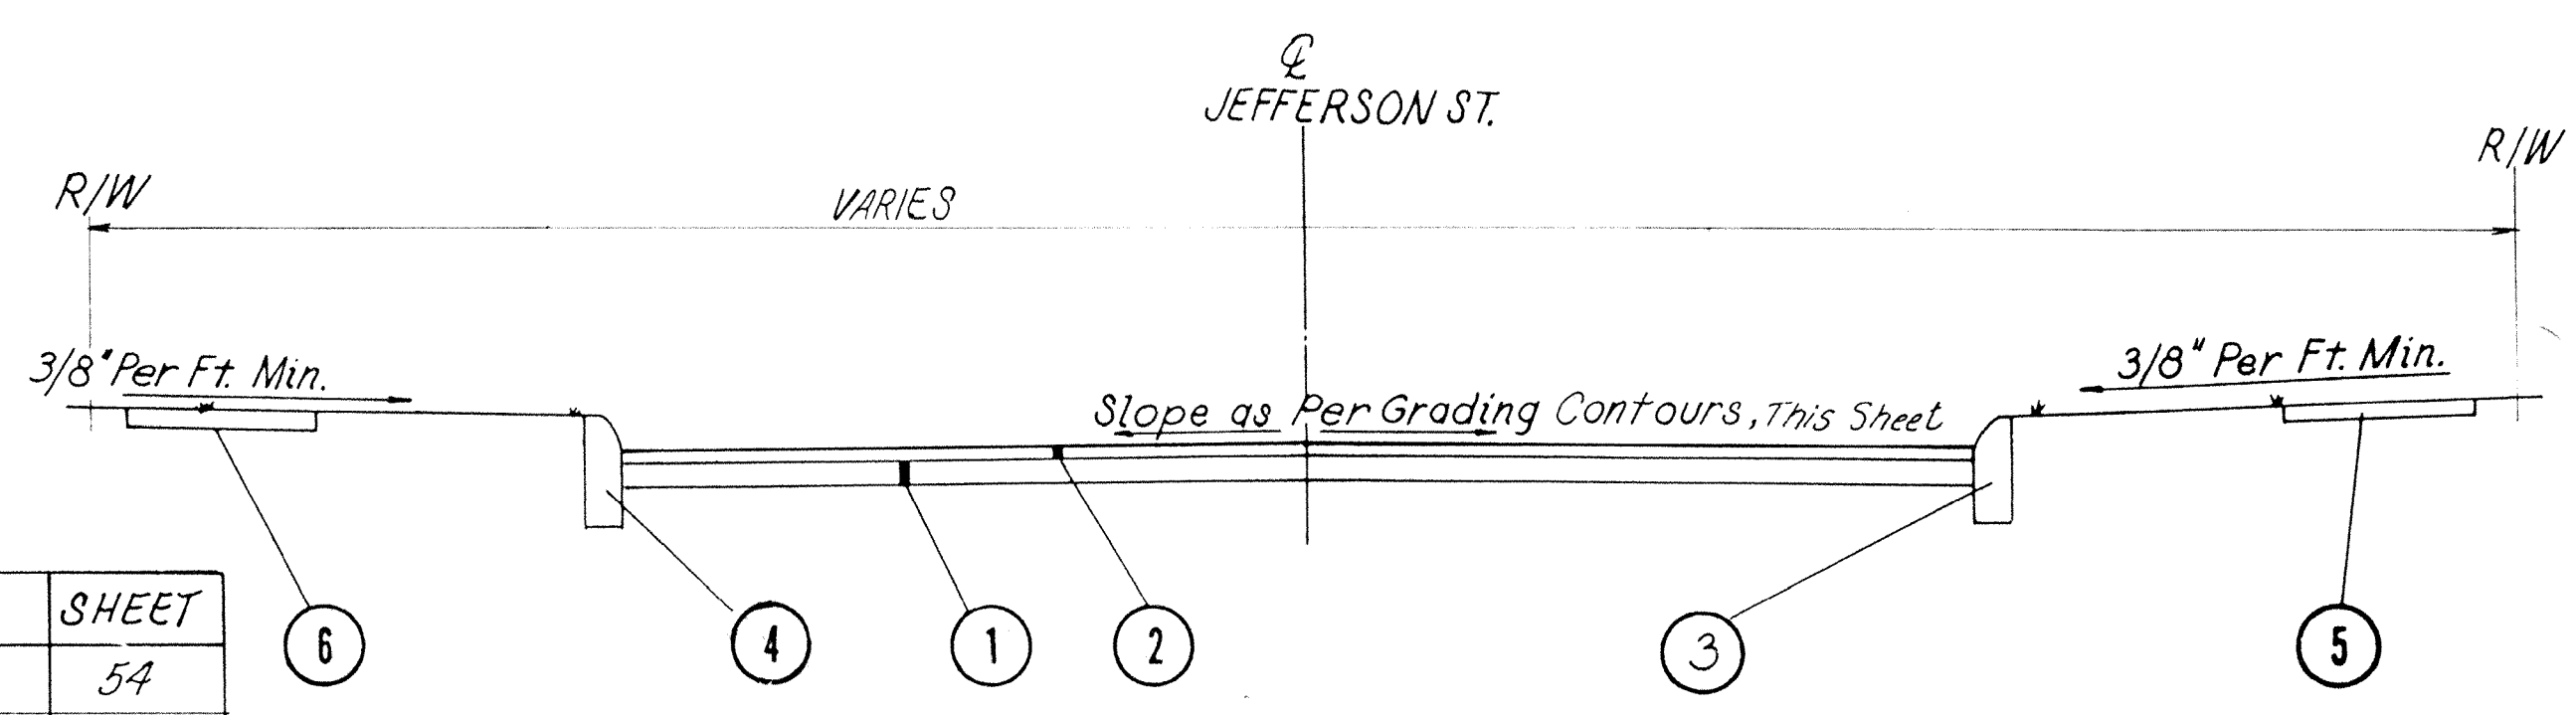 ℄
JEFFERSON ST.
R/W
R/W
VARIES
3/8" Per Ft. Min.
3/8" Per Ft. Min.
Slope as Per Grading Contours, This Sheet
SHEET
54
6
4
1
2
3
5